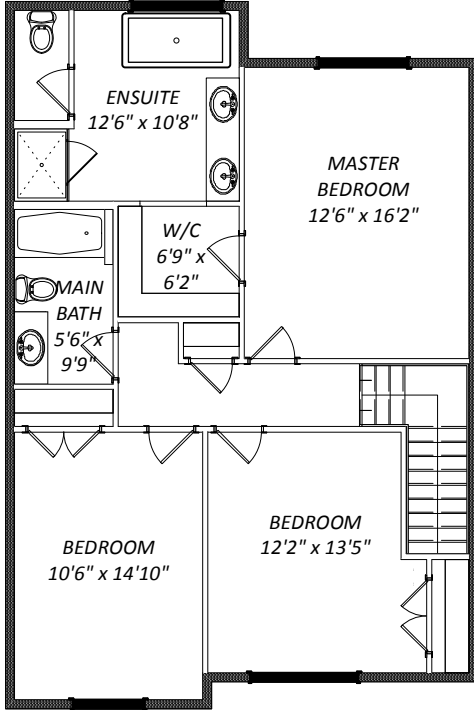 ENSUITE
12'6" x 10'8"
MASTER
BEDROOM
12'6" x 16'2"
W/C
6'9" x
6'2"
MAIN
BATH
5'6" x
9'9"
BEDROOM
12'2" x 13'5"
BEDROOM
10'6" x 14'10"